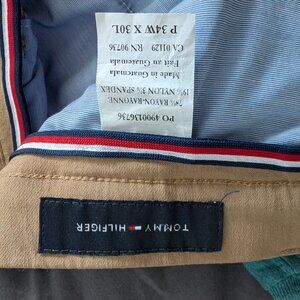 PO 4900136736
78% RAYON-RAYONNE
19% NYLON 3% SPANDEX
Made in Guatemala
Fait au Guatemala
CA 01129 RN 90736
P 34W X 30L
TOMMY HILFIGER